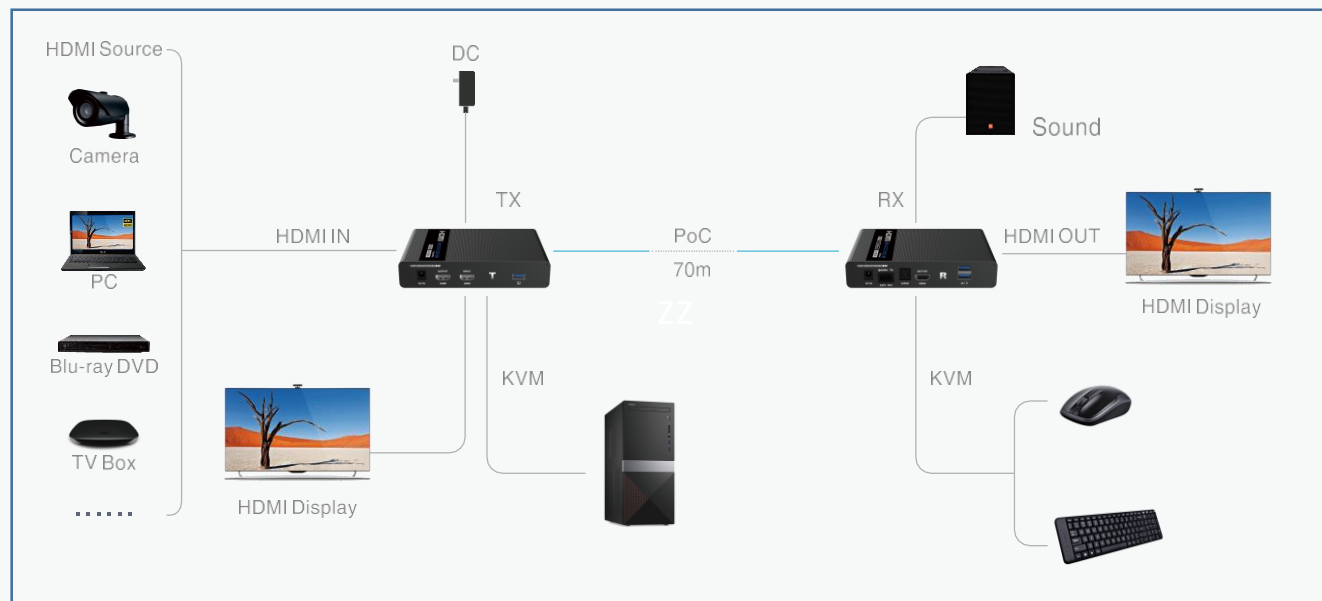 HDMI Source
Camera
PC
Blu-ray DVD
TV Box
......
DC
TX
HDMI IN
T
HDMI Display
KVM
PoC
70m
ZZ
RX
R
Sound
HDMI OUT
HDMI Display
KVM